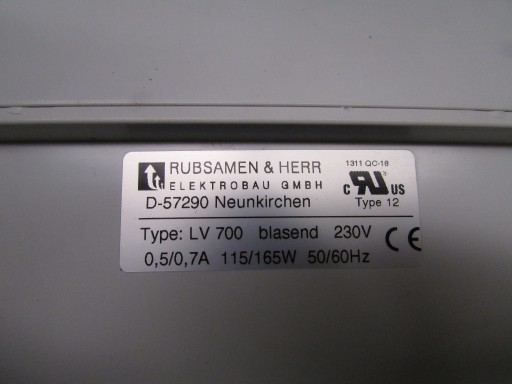 RUBSAMEN & HERR
ELEKTROBAU GMBH
D-57290 Neunkirchen
1311 QC-18
C UR US
Type 12
Type: LV 700 blasend 230V CE
0,5/0,7A 115/165W 50/60Hz